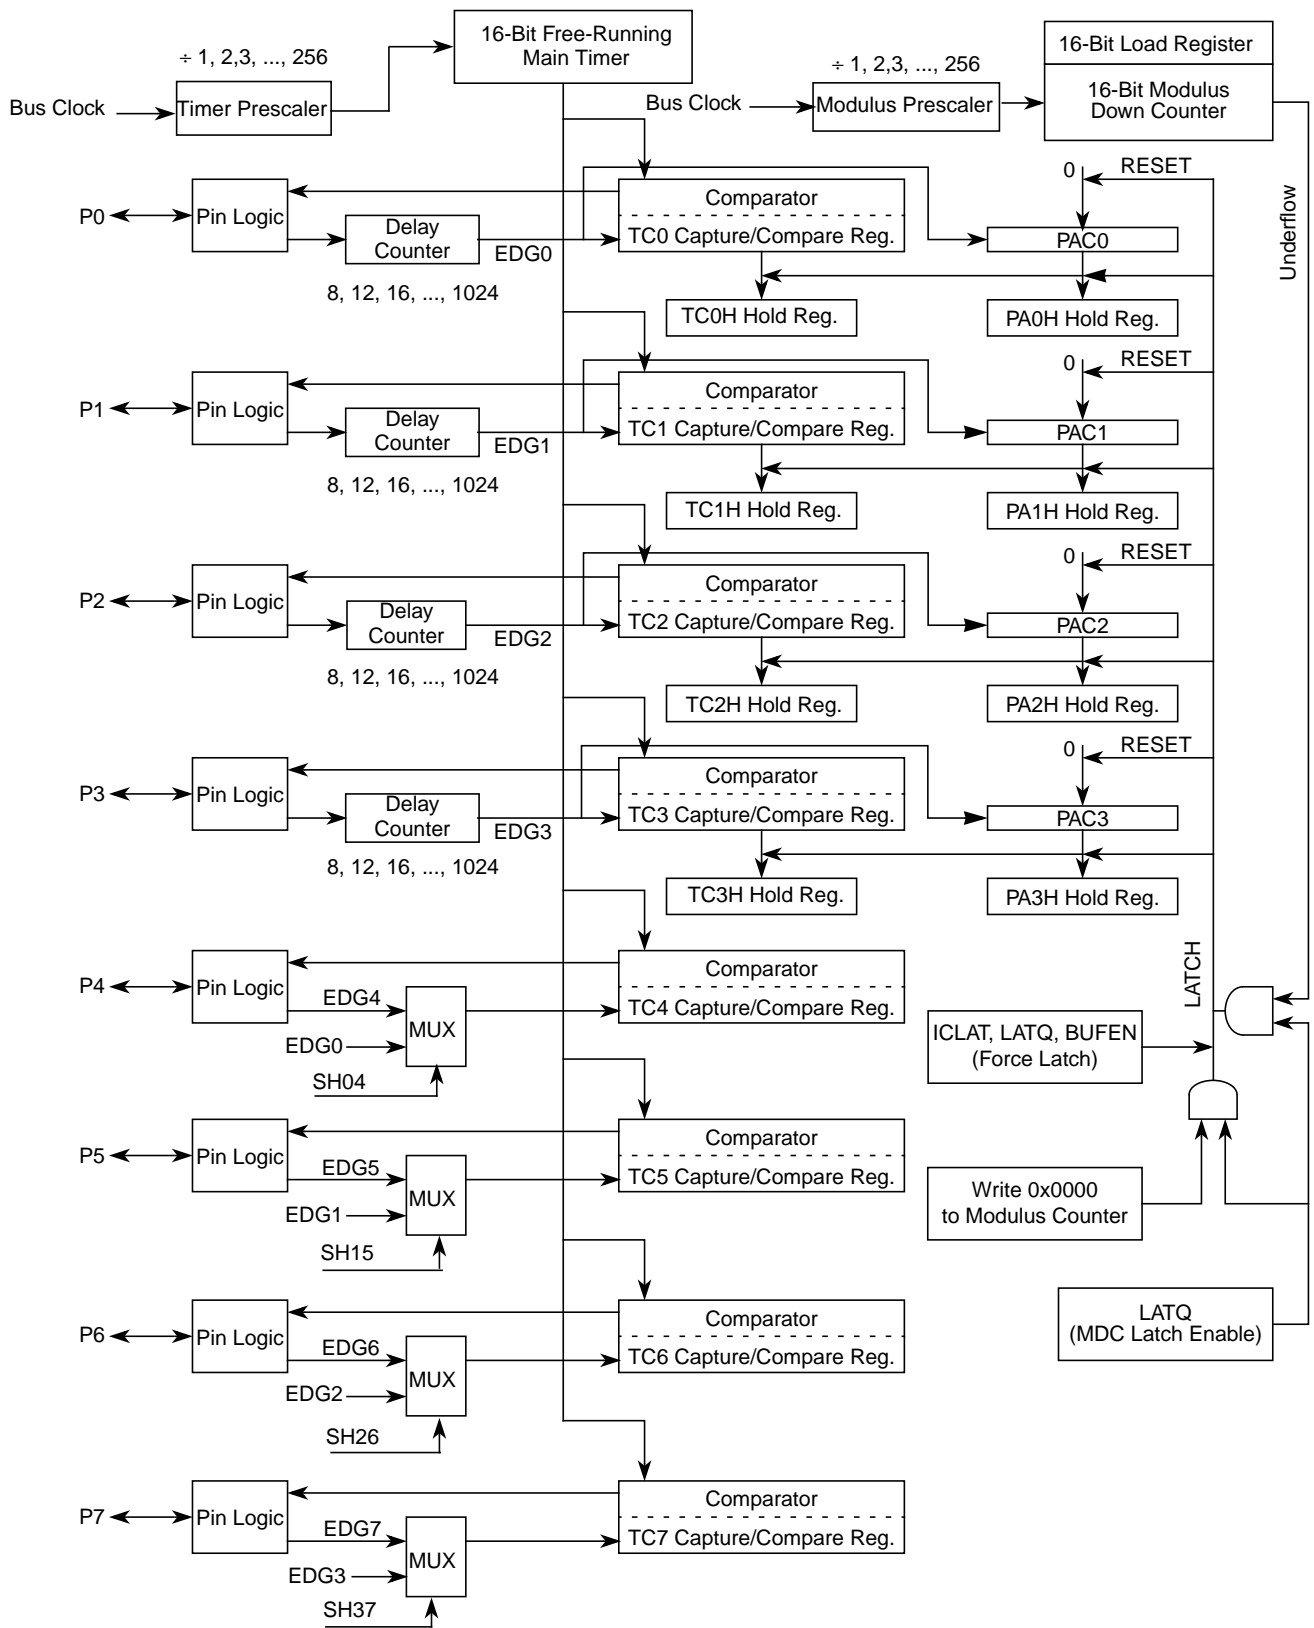 16-Bit Free-Running
Main Timer
16-Bit Load Register
16-Bit Modulus
Down Counter
÷ 1, 2,3, ..., 256
÷ 1, 2,3, ..., 256
Bus Clock
Timer Prescaler
Bus Clock
Modulus Prescaler
Underflow
P0
Pin Logic
Delay
Counter
EDG0
8, 12, 16, ..., 1024
Comparator
TC0 Capture/Compare Reg.
TC0H Hold Reg.
0
RESET
PAC0
PA0H Hold Reg.
P1
Pin Logic
Delay
Counter
EDG1
8, 12, 16, ..., 1024
Comparator
TC1 Capture/Compare Reg.
TC1H Hold Reg.
0
RESET
PAC1
PA1H Hold Reg.
P2
Pin Logic
Delay
Counter
EDG2
8, 12, 16, ..., 1024
Comparator
TC2 Capture/Compare Reg.
TC2H Hold Reg.
0
RESET
PAC2
PA2H Hold Reg.
P3
Pin Logic
Delay
Counter
EDG3
8, 12, 16, ..., 1024
Comparator
TC3 Capture/Compare Reg.
TC3H Hold Reg.
0
RESET
PAC3
PA3H Hold Reg.
P4
Pin Logic
EDG4
EDG0
MUX
SH04
Comparator
TC4 Capture/Compare Reg.
LATCH
ICLAT, LATQ, BUFEN
(Force Latch)
P5
Pin Logic
EDG5
EDG1
MUX
SH15
Comparator
TC5 Capture/Compare Reg.
Write 0x0000
to Modulus Counter
P6
Pin Logic
EDG6
EDG2
MUX
SH26
Comparator
TC6 Capture/Compare Reg.
LATQ
(MDC Latch Enable)
P7
Pin Logic
EDG7
EDG3
MUX
SH37
Comparator
TC7 Capture/Compare Reg.